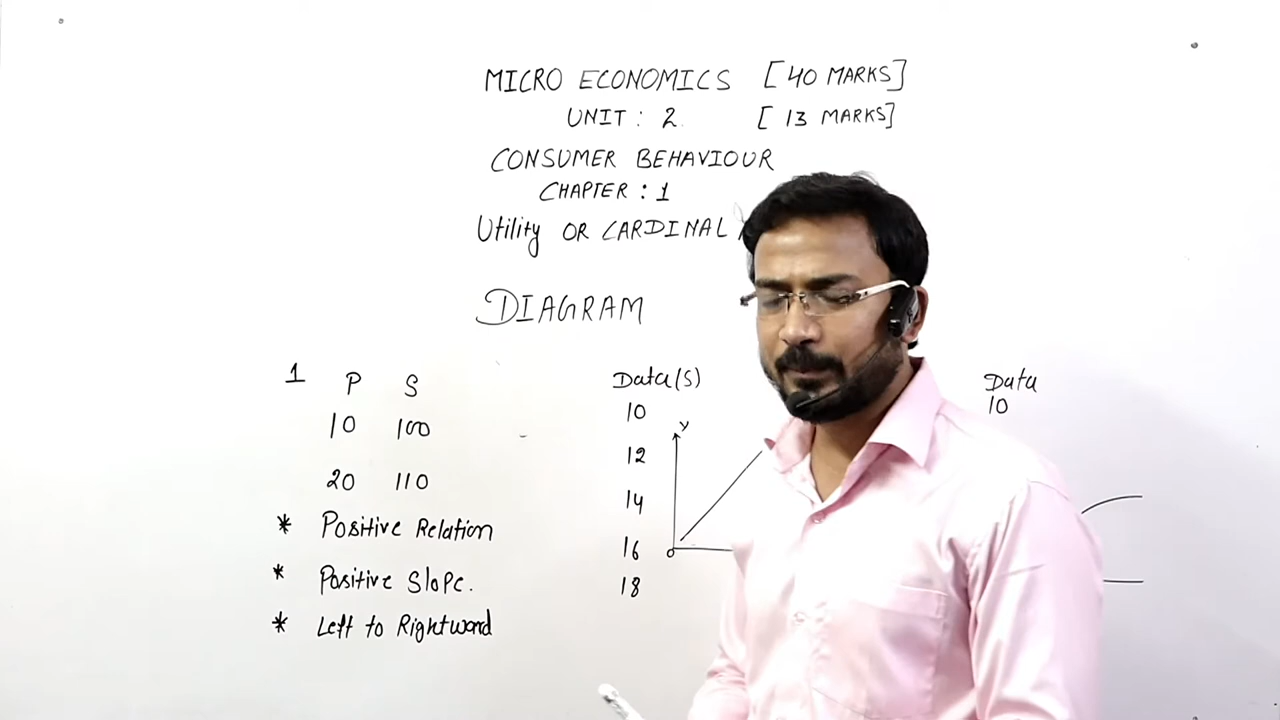 MICRO ECONOMICS [40 MARKS]
UNIT : 2 [13 MARKS]
CONSUMER BEHAVIOUR
CHAPTER : 1
Utility OR CARDINAL
DIAGRAM
1 P S
10 100
20 110
* Positive Relation
* Positive Slope.
* Left to Rightward
Data(S)
10
12
14
16
18
y
0
Data
10